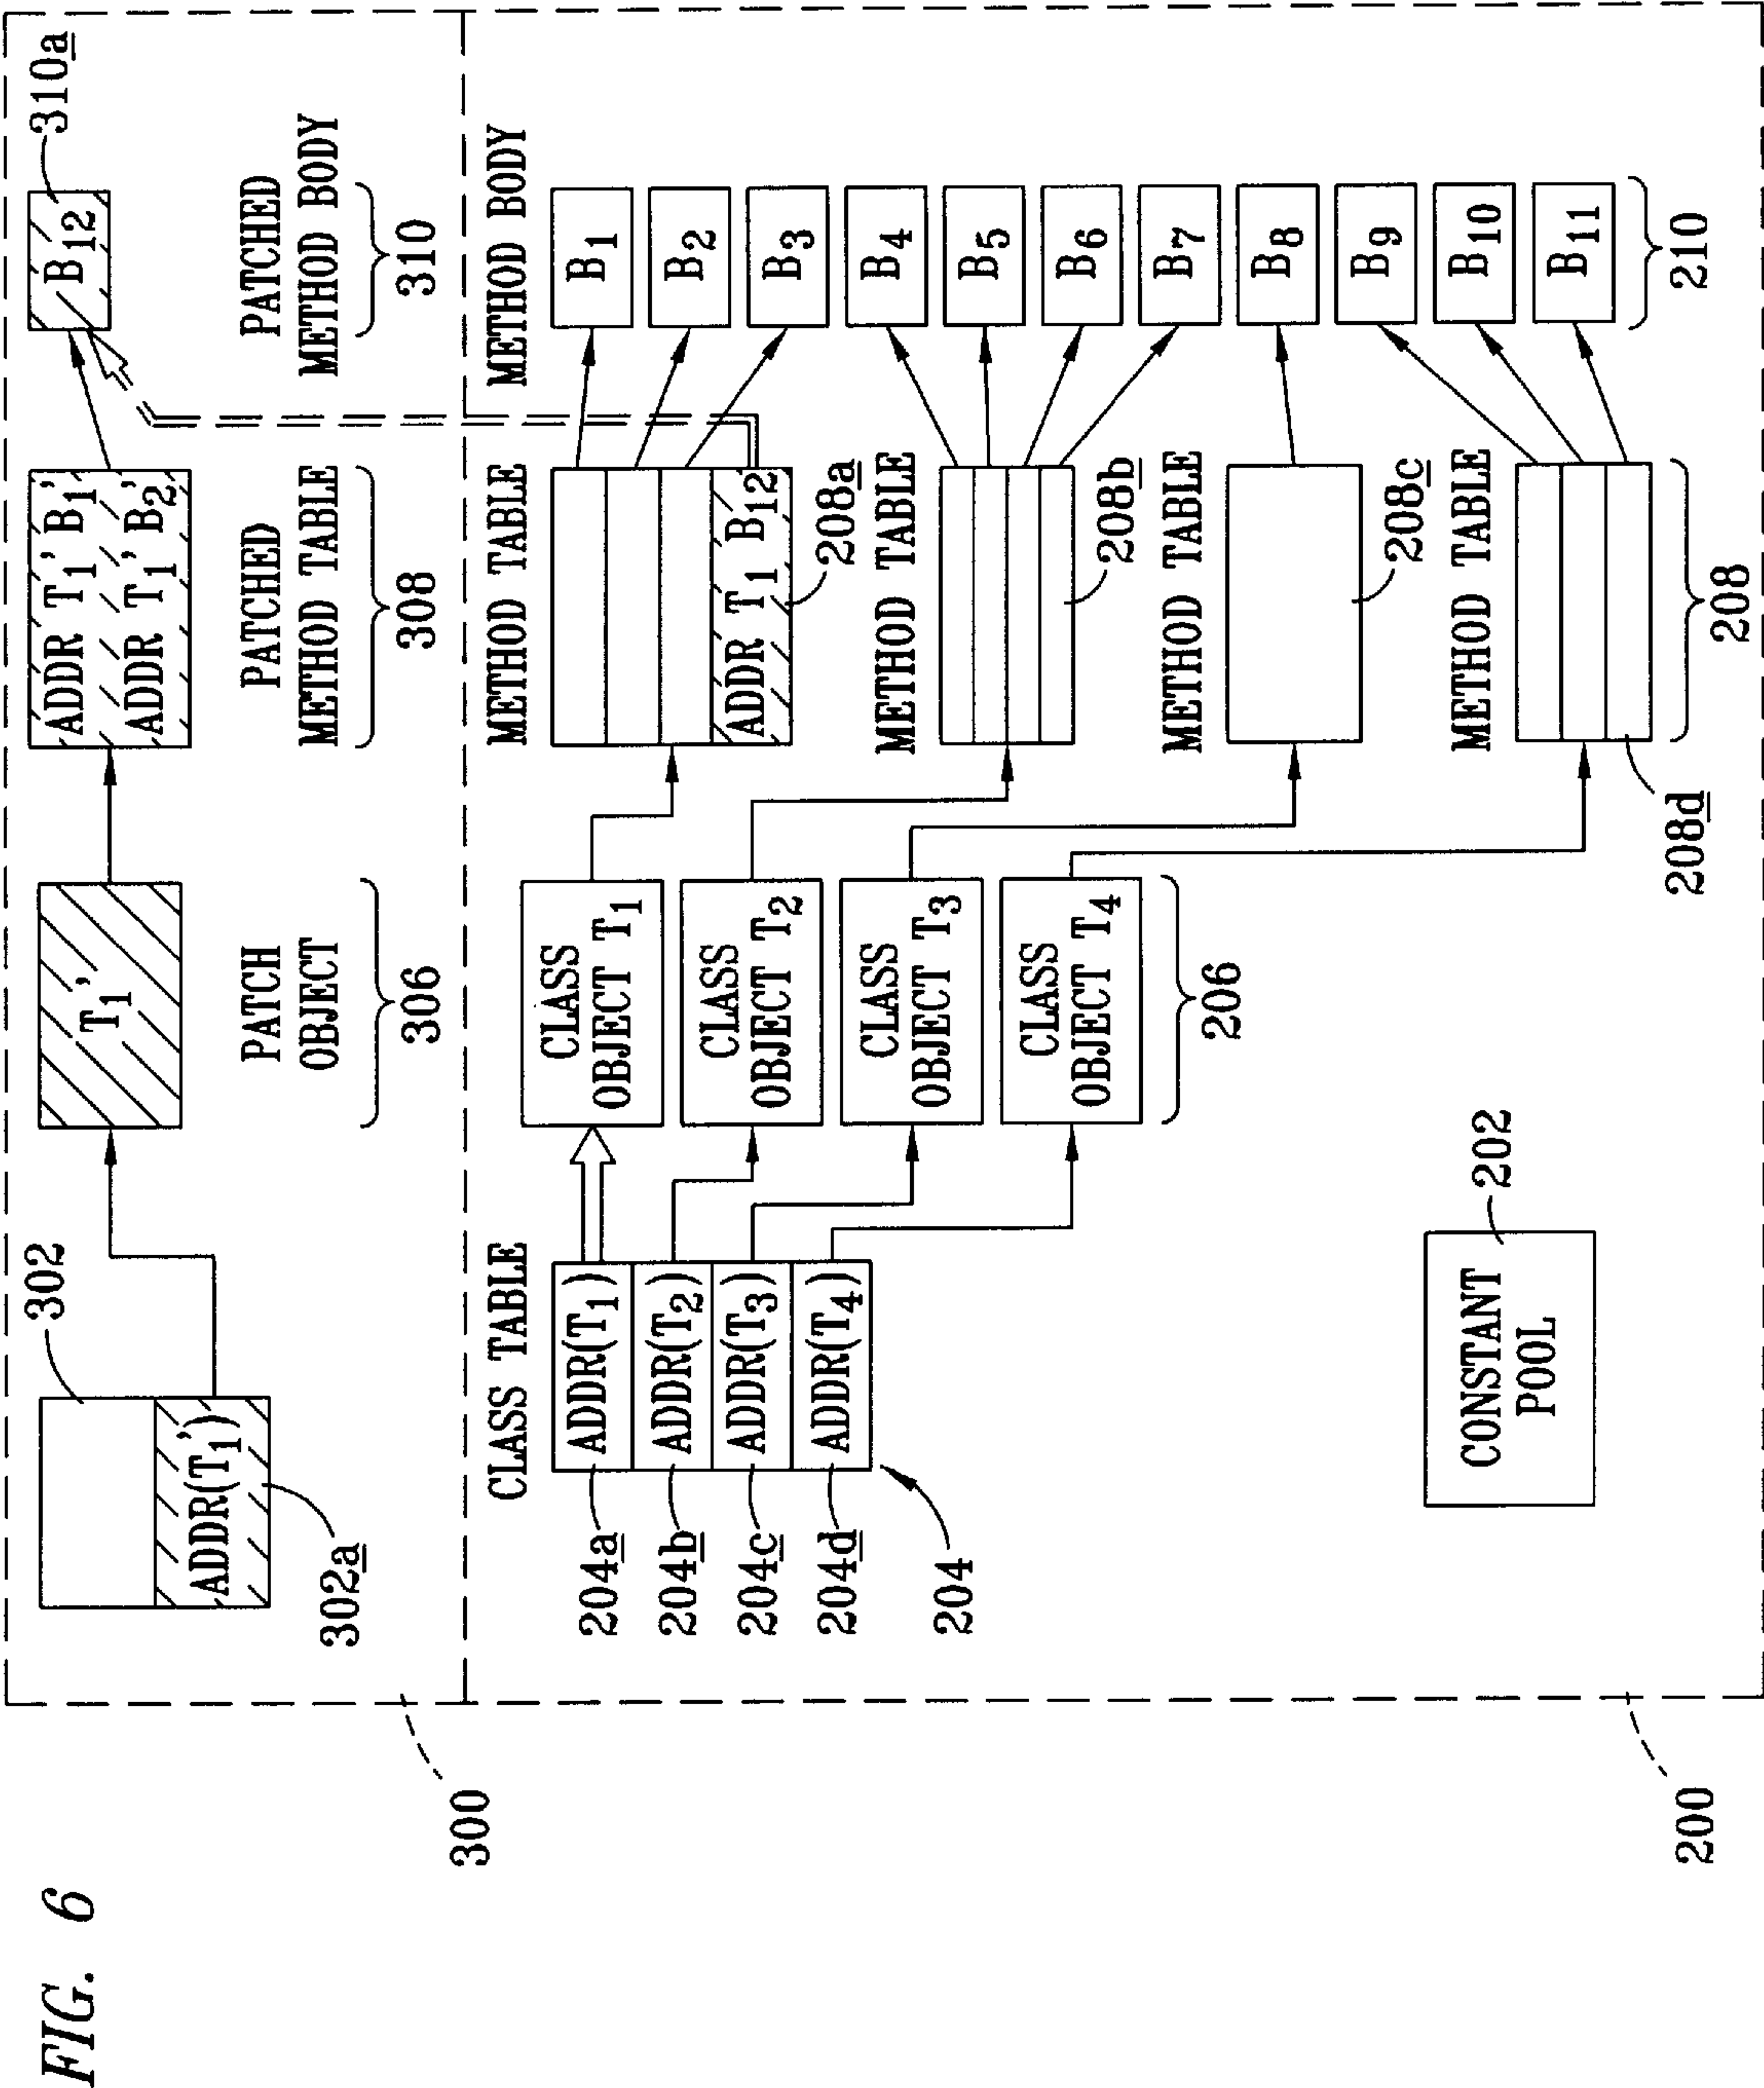 FIG. 6
300
302
ADDR(T1')
302a
T1'
PATCH
OBJECT
306
ADDR T1' B1'
ADDR T1' B2'
PATCHED
METHOD TABLE
308
B12
310a
PATCHED
METHOD BODY
310
200
CLASS TABLE
ADDR(T1)
ADDR(T2)
ADDR(T3)
ADDR(T4)
204a
204b
204c
204d
204
CLASS
OBJECT T1
CLASS
OBJECT T2
CLASS
OBJECT T3
CLASS
OBJECT T4
206
METHOD TABLE
ADDR T1 B12
208a
METHOD TABLE
208b
METHOD TABLE
208c
METHOD TABLE
208d
208
METHOD BODY
B1
B2
B3
B4
B5
B6
B7
B8
B9
B10
B11
210
CONSTANT
POOL
202